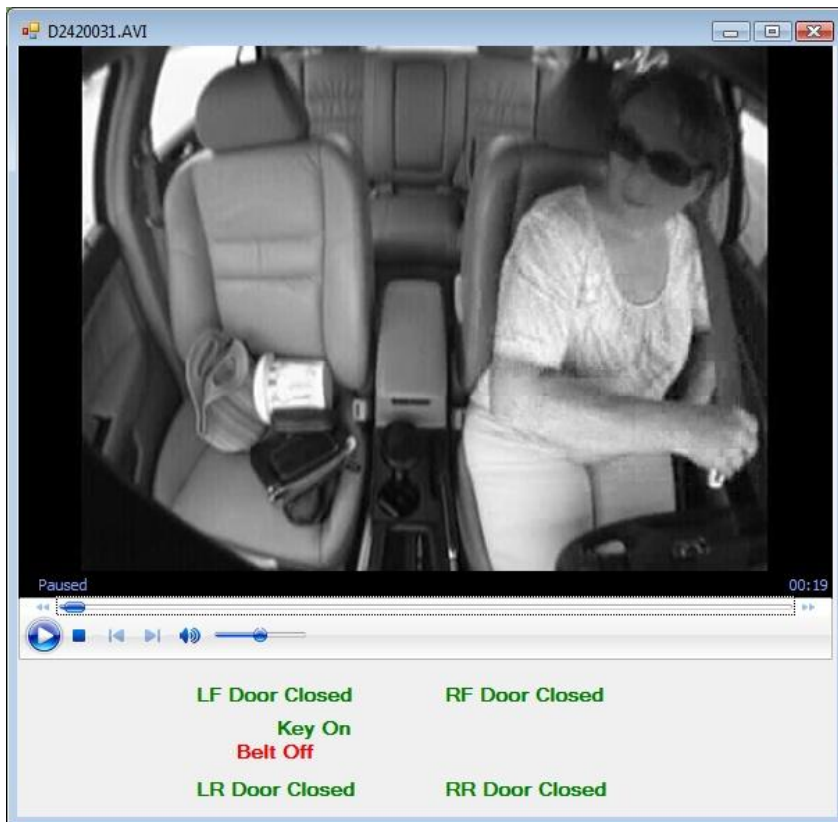 D2420031.AVI
Paused 00:19
LF Door Closed RF Door Closed
Key On
Belt Off
LR Door Closed RR Door Closed